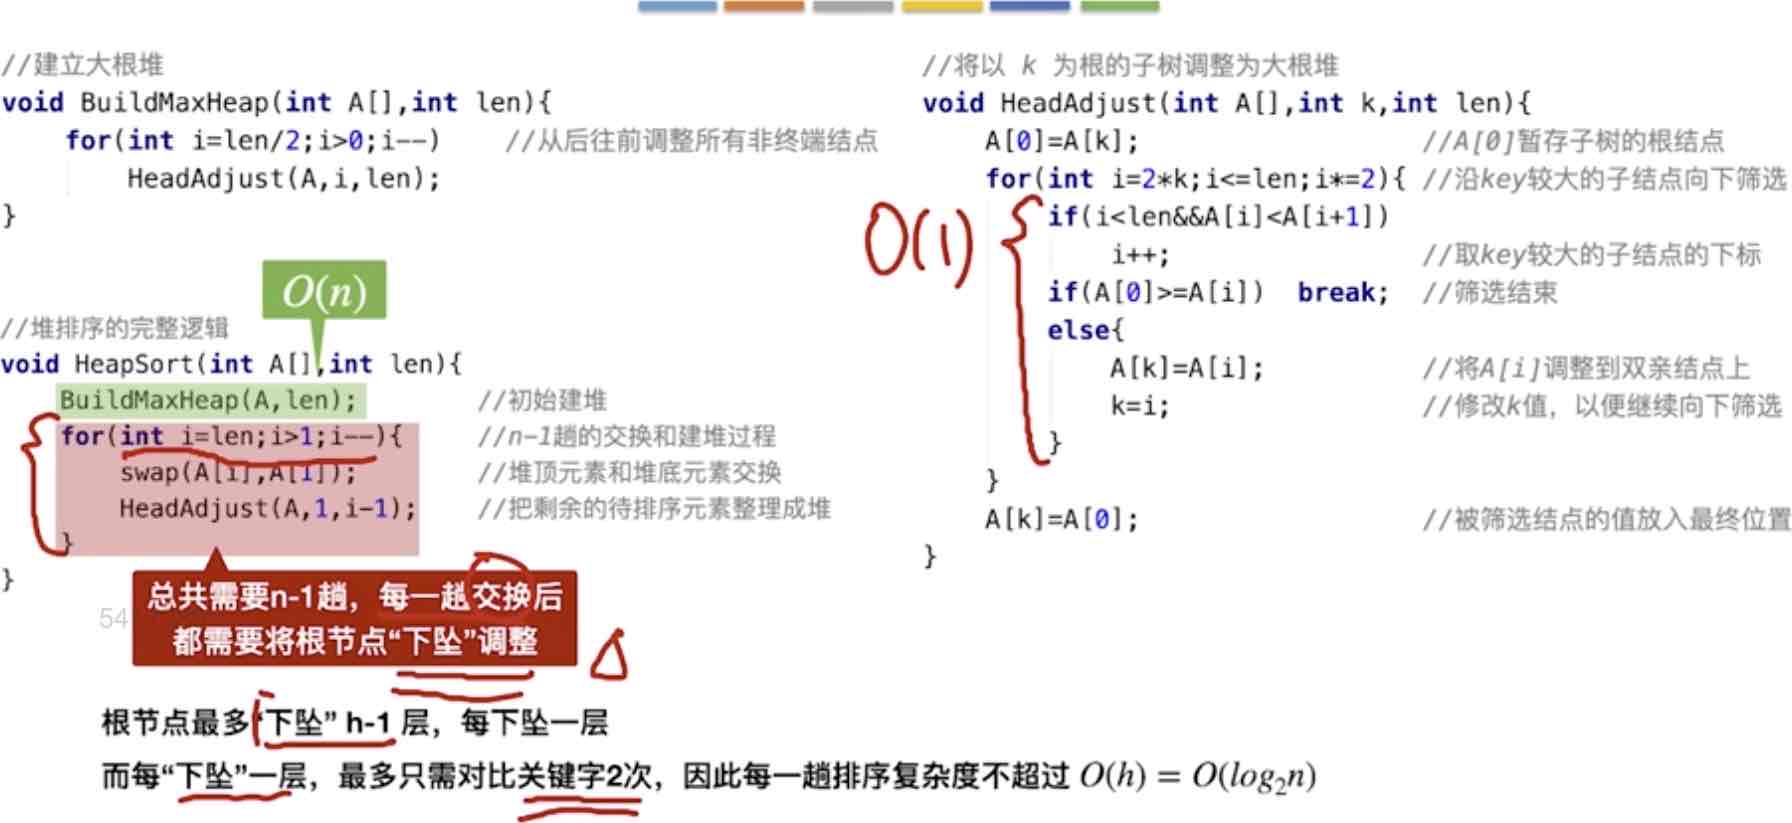 //建立大根堆
void BuildMaxHeap(int A[],int len){
for(int i=len/2;i>0;i--) //从后往前调整所有非终端结点
HeadAdjust(A,i,len);
}
O(n)
//堆排序的完整逻辑
void HeapSort(int A[],int len){
BuildMaxHeap(A,len); //初始建堆
for(int i=len;i>1;i--){ //n-1趟的交换和建堆过程
swap(A[i],A[1]); //堆顶元素和堆底元素交换
HeadAdjust(A,1,i-1); //把剩余的待排序元素整理成堆
}
}
//将以 k 为根的子树调整为大根堆
void HeadAdjust(int A[],int k,int len){
A[0]=A[k]; //A[0]暂存子树的根结点
for(int i=2*k;i<=len;i*=2){ //沿key较大的子结点向下筛选
O(1)
if(i<len&&A[i]<A[i+1])
i++; //取key较大的子结点的下标
if(A[0]>=A[i]) break; //筛选结束
else{
A[k]=A[i]; //将A[i]调整到双亲结点上
k=i; //修改k值，以便继续向下筛选
}
}
A[k]=A[0]; //被筛选结点的值放入最终位置
}
54
总共需要n-1趟，每一趟交换后
都需要将根节点“下坠”调整
根节点最多“下坠” h-1 层，每下坠一层
而每“下坠”一层，最多只需对比关键字2次，因此每一趟排序复杂度不超过 O(h) = O(log₂n)